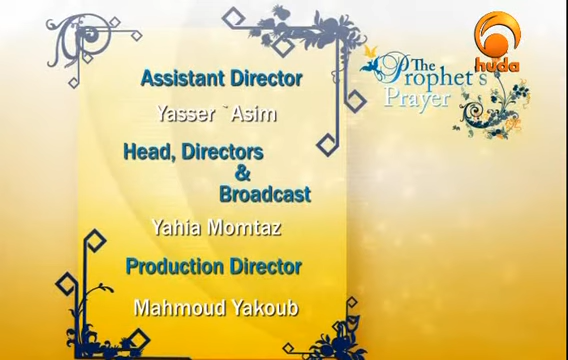 Assistant Director
Yasser `Asim
Head, Directors
&
Broadcast
Yahia Momtaz
Production Director
Mahmoud Yakoub
The
Prophet's
Prayer
huda